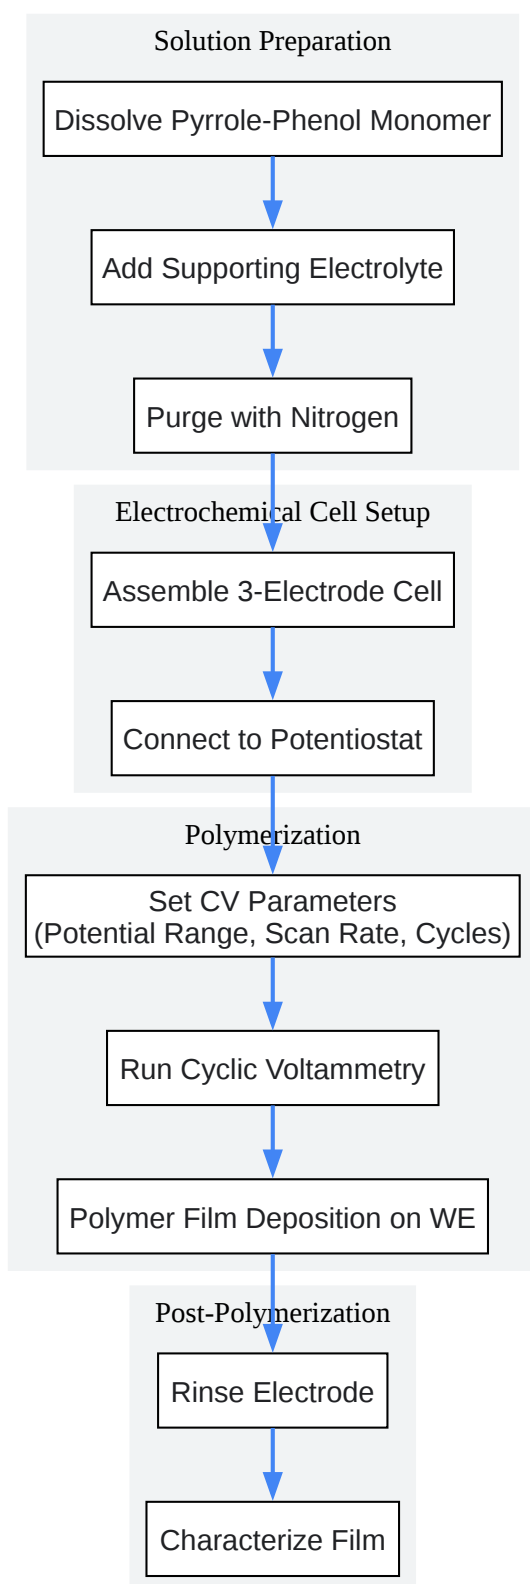 Solution Preparation
Dissolve Pyrrole-Phenol Monomer
Add Supporting Electrolyte
Purge with Nitrogen
Electrochemical Cell Setup
Assemble 3-Electrode Cell
Connect to Potentiostat
Polymerization
Set CV Parameters
(Potential Range, Scan Rate, Cycles)
Run Cyclic Voltammetry
Polymer Film Deposition on WE
Post-Polymerization
Rinse Electrode
Characterize Film